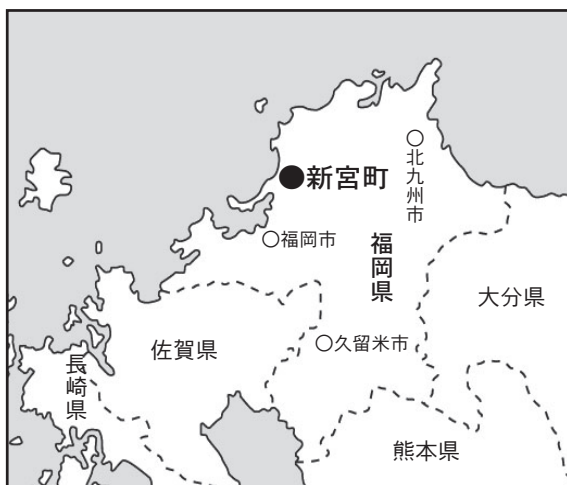 ●新宮町
○北九州市
○福岡市
福岡県
大分県
○久留米市
佐賀県
長崎県
熊本県